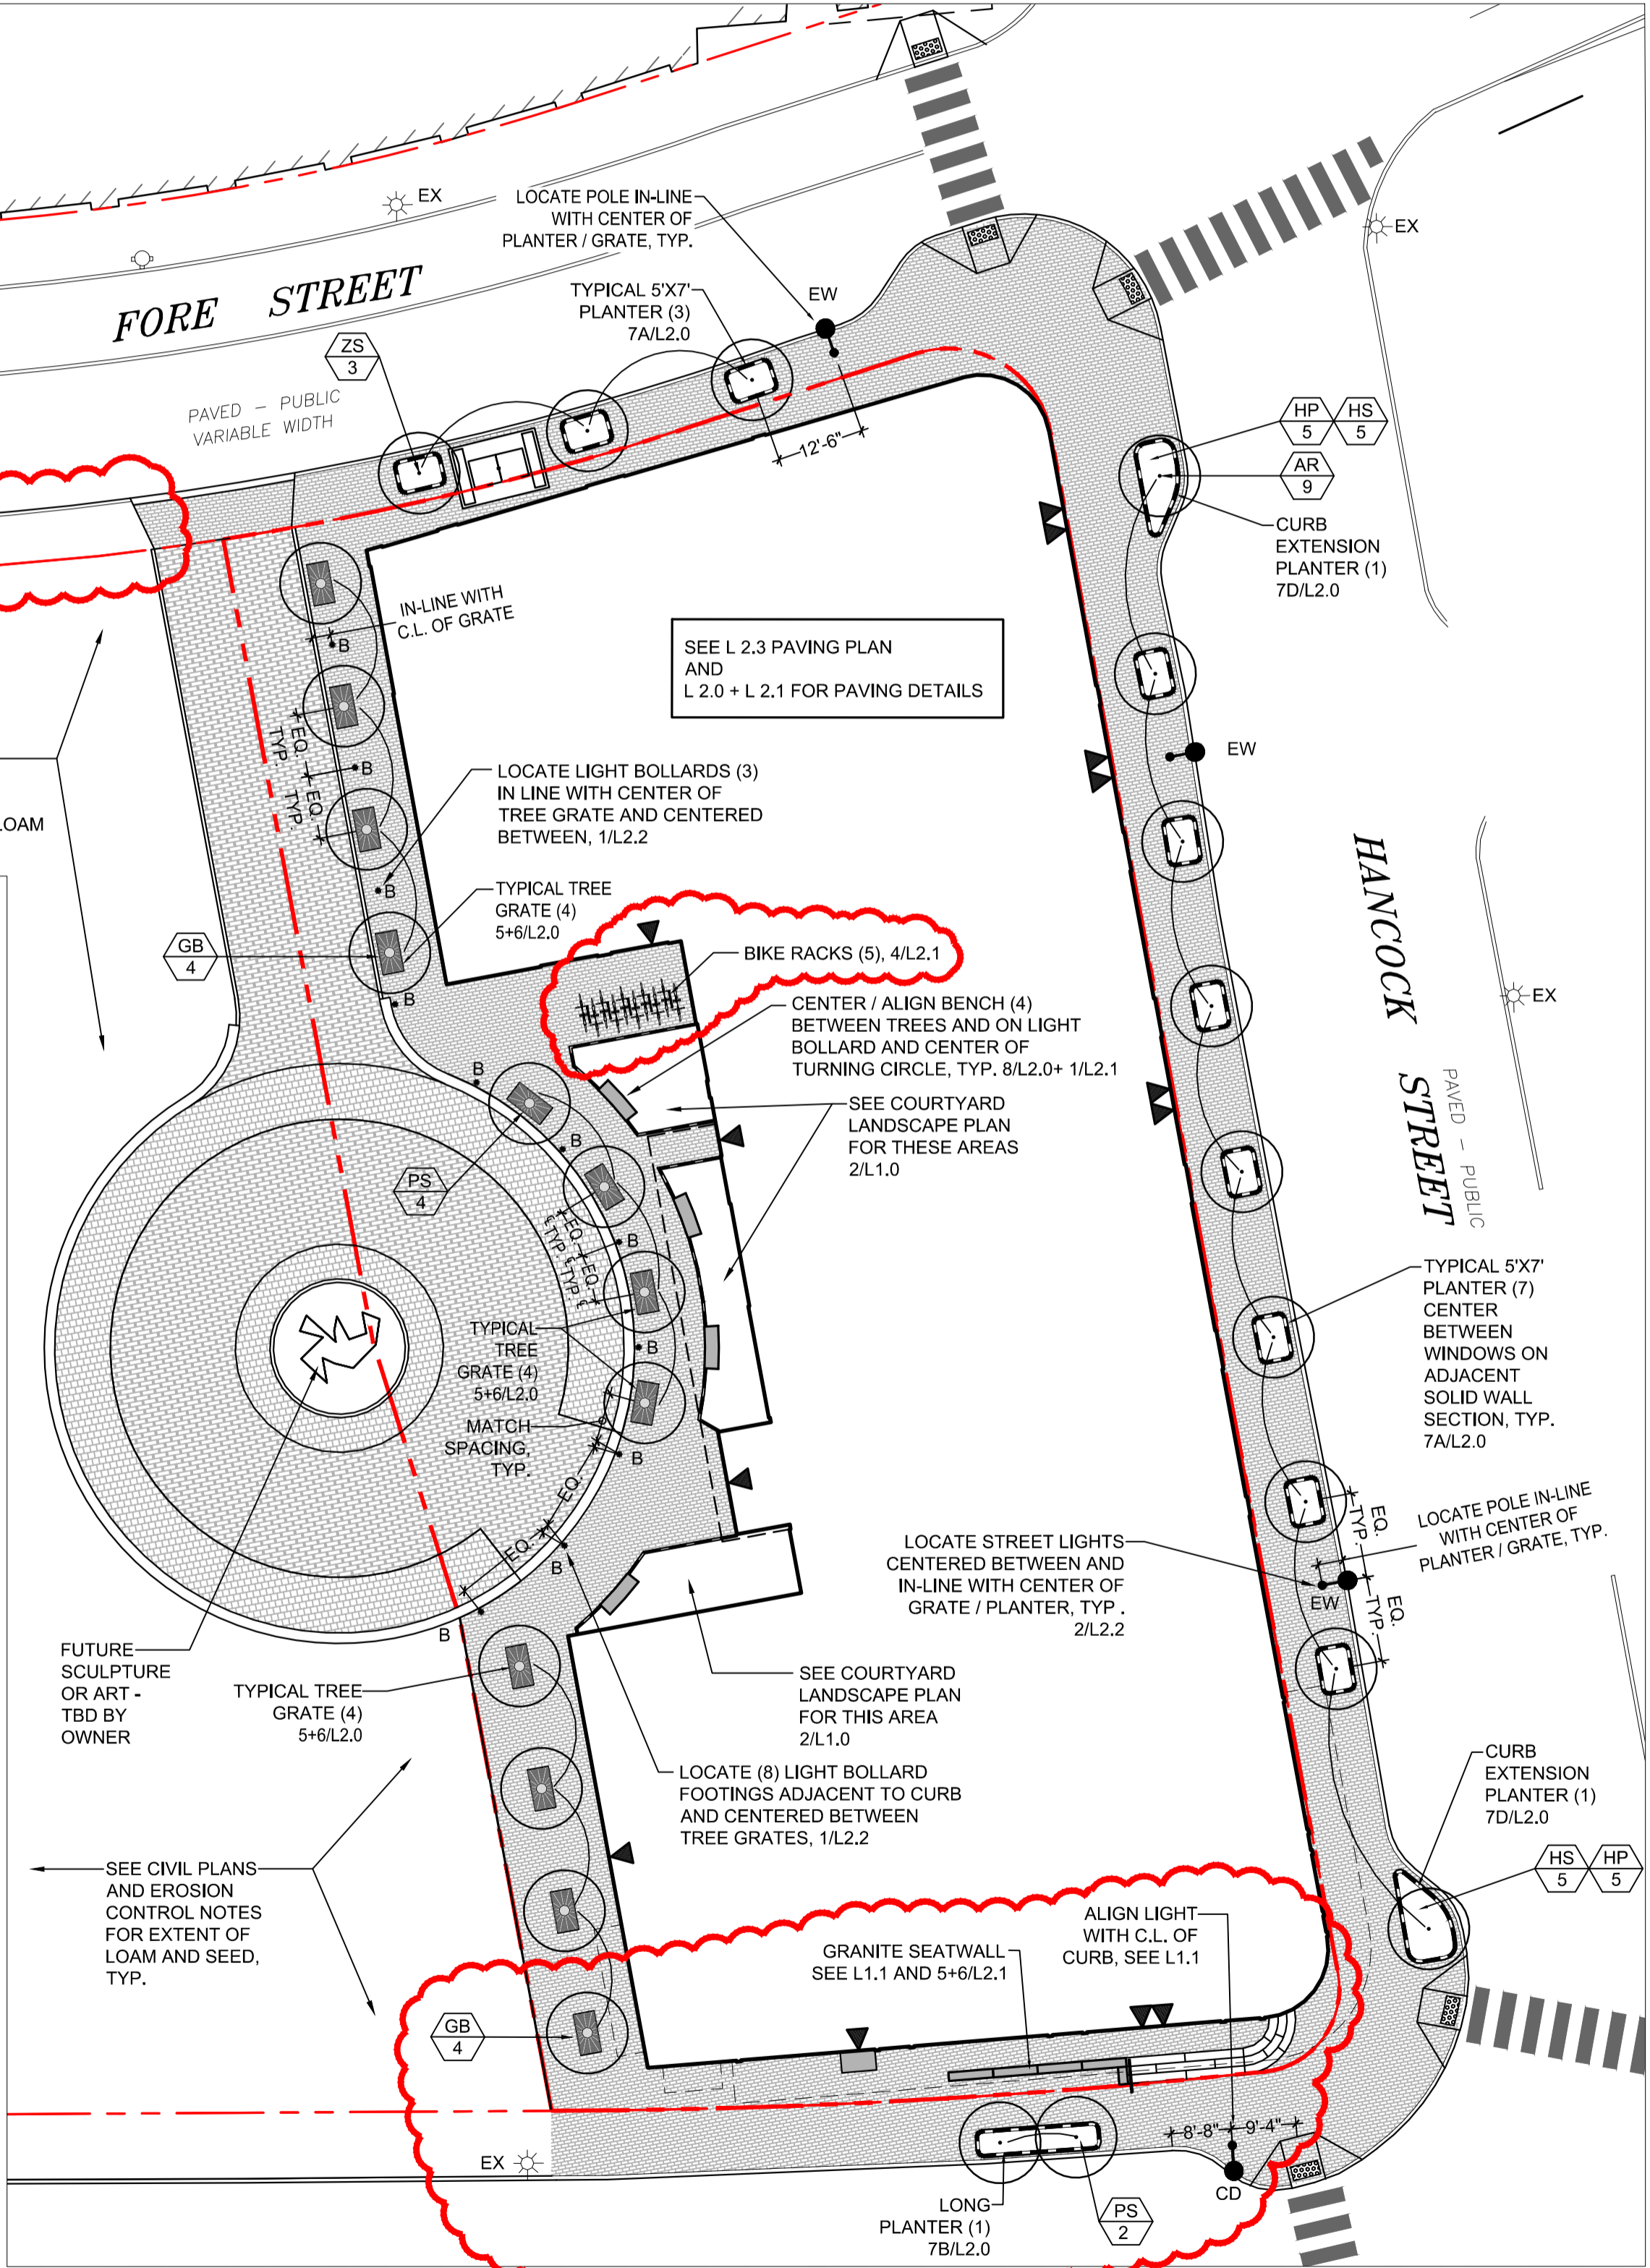 EX
LOCATE POLE IN-LINE
WITH CENTER OF
PLANTER / GRATE, TYP.
EX
FORE STREET
TYPICAL 5'X7'
PLANTER (3)
7A/L2.0
EW
ZS
3
PAVED - PUBLIC
VARIABLE WIDTH
12'-6"
HP
5
HS
5
AR
9
CURB
EXTENSION
PLANTER (1)
7D/L2.0
IN-LINE WITH
C.L. OF GRATE
B
SEE L 2.3 PAVING PLAN
AND
L 2.0 + L 2.1 FOR PAVING DETAILS
EQ.
TYP.
EQ.
TYP.
B
EW
LOCATE LIGHT BOLLARDS (3)
IN LINE WITH CENTER OF
TREE GRATE AND CENTERED
BETWEEN, 1/L2.2
LOAM
B
TYPICAL TREE
GRATE (4)
5+6/L2.0
GB
4
B
BIKE RACKS (5), 4/L2.1
HANCOCK STREET
PAVED - PUBLIC
EX
CENTER / ALIGN BENCH (4)
BETWEEN TREES AND ON LIGHT
BOLLARD AND CENTER OF
TURNING CIRCLE, TYP. 8/L2.0+ 1/L2.1
B
SEE COURTYARD
LANDSCAPE PLAN
FOR THESE AREAS
2/L1.0
B
PS
4
EQ.
TYP.
EQ.
TYP.
B
TYPICAL 5'X7'
PLANTER (7)
CENTER
BETWEEN
WINDOWS ON
ADJACENT
SOLID WALL
SECTION, TYP.
7A/L2.0
TYPICAL
TREE
GRATE (4)
5+6/L2.0
B
MATCH
SPACING,
TYP.
B
EQ.
EQ.
B
B
LOCATE STREET LIGHTS
CENTERED BETWEEN AND
IN-LINE WITH CENTER OF
GRATE / PLANTER, TYP .
2/L2.2
EQ.
TYP.
LOCATE POLE IN-LINE
WITH CENTER OF
PLANTER / GRATE, TYP.
EW
EQ.
TYP.
FUTURE
SCULPTURE
OR ART -
TBD BY
OWNER
TYPICAL TREE
GRATE (4)
5+6/L2.0
SEE COURTYARD
LANDSCAPE PLAN
FOR THIS AREA
2/L1.0
LOCATE (8) LIGHT BOLLARD
FOOTINGS ADJACENT TO CURB
AND CENTERED BETWEEN
TREE GRATES, 1/L2.2
CURB
EXTENSION
PLANTER (1)
7D/L2.0
HS
5
HP
5
SEE CIVIL PLANS
AND EROSION
CONTROL NOTES
FOR EXTENT OF
LOAM AND SEED,
TYP.
GRANITE SEATWALL
SEE L1.1 AND 5+6/L2.1
ALIGN LIGHT
WITH C.L. OF
CURB, SEE L1.1
GB
4
8'-8"
9'-4"
EX
CD
LONG
PLANTER (1)
7B/L2.0
PS
2